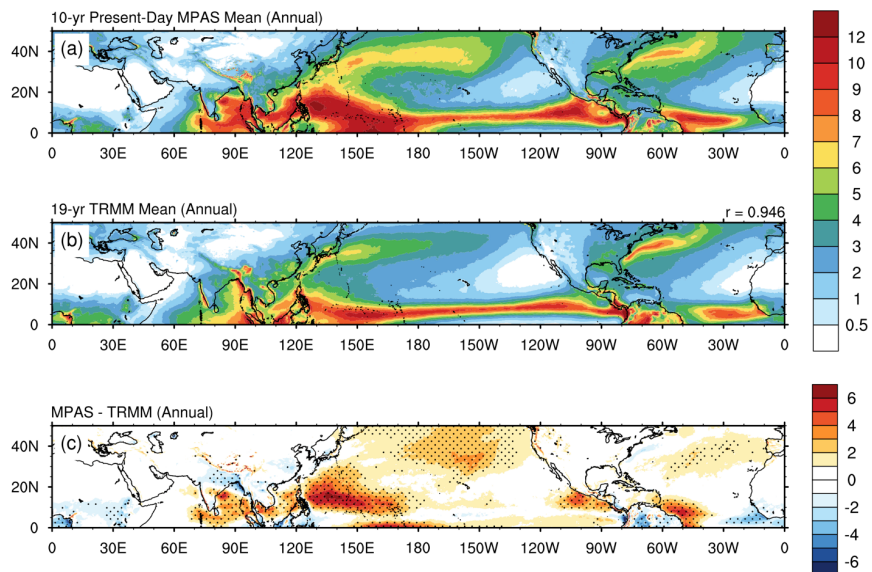 10-yr Present-Day MPAS Mean (Annual)
(a)
40N
20N
0
0 30E 60E 90E 120E 150E 180 150W 120W 90W 60W 30W 0
19-yr TRMM Mean (Annual) r = 0.946
(b)
40N
20N
0
0 30E 60E 90E 120E 150E 180 150W 120W 90W 60W 30W 0
12
10
9
8
7
6
5
4
3
2
1
0.5
MPAS - TRMM (Annual)
(c)
40N
20N
0
0 30E 60E 90E 120E 150E 180 150W 120W 90W 60W 30W 0
6
4
2
0
-2
-4
-6